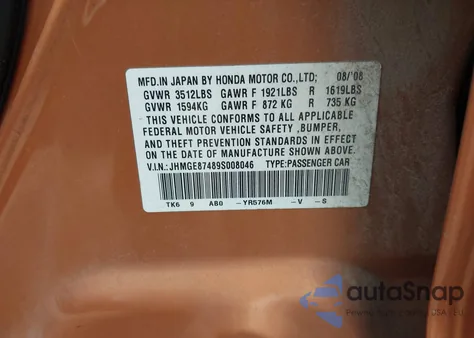 MFD.IN JAPAN BY HONDA MOTOR CO.,LTD; 08/'08
GVWR 3512LBS GAWR F 1921LBS R 1619LBS
GVWR 1594KG GAWR F 872 KG R 735 KG
THIS VEHICLE CONFORMS TO ALL APPLICABLE
FEDERAL MOTOR VEHICLE SAFETY ,BUMPER,
AND THEFT PREVENTION STANDARDS IN EFFECT
ON THE DATE OF MANUFACTURE SHOWN ABOVE.
V.I.N.: JHMGE87489S008046 TYPE:PASSENGER CAR
TK6 9 AB0 -YR576M -V -S
autoSnap